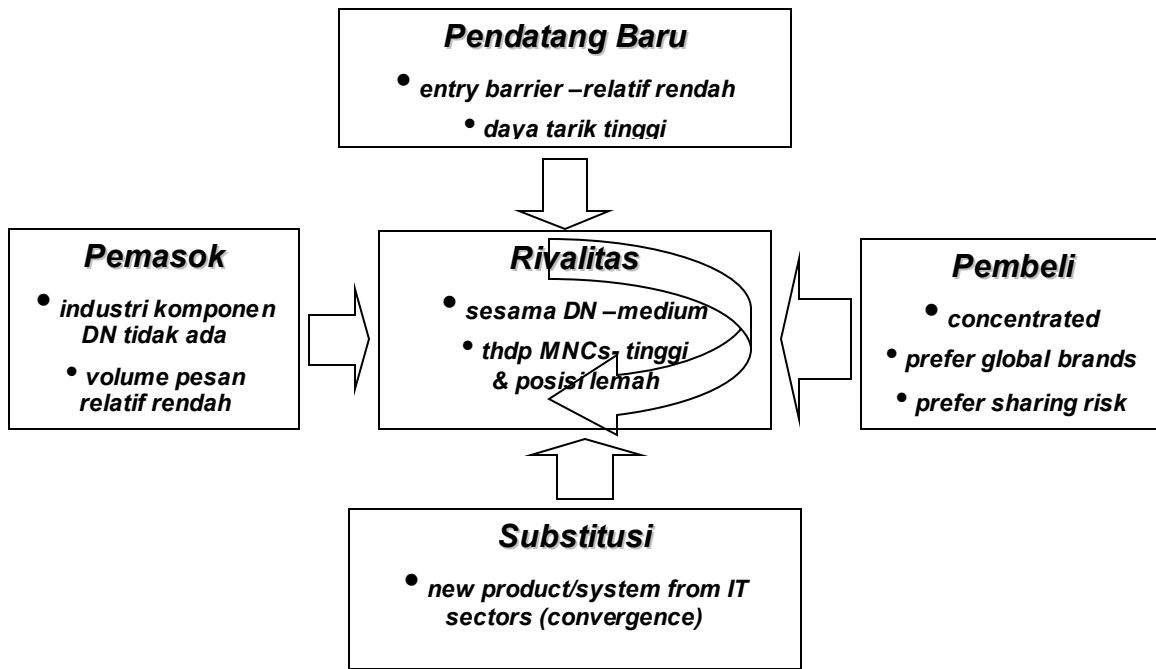 Pendatang Baru
• entry barrier –relatif rendah
• daya tarik tinggi
Pemasok
• industri komponen
DN tidak ada
• volume pesan
relatif rendah
Rivalitas
• sesama DN –medium
• thdp MNCs- tinggi
& posisi lemah
Pembeli
• concentrated
• prefer global brands
• prefer sharing risk
Substitusi
• new product/system from IT
sectors (convergence)